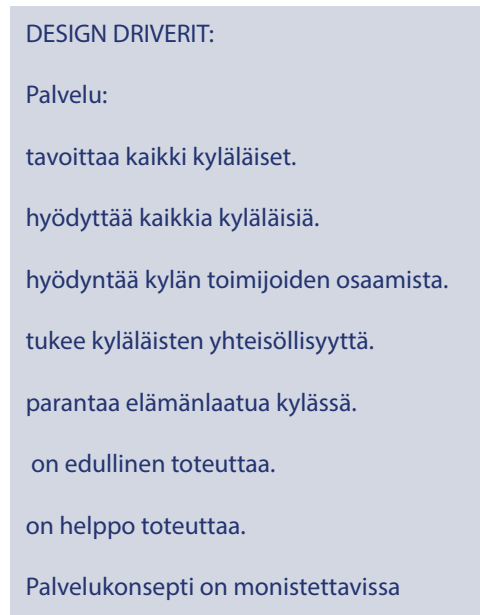 DESIGN DRIVERIT:
Palvelu:
tavoittaa kaikki kyläläiset.
hyödyttää kaikkia kyläläisiä.
hyödyntää kylän toimijoiden osaamista.
tukee kyläläisten yhteisöllisyyttä.
parantaa elämänlaatua kylässä.
on edullinen toteuttaa.
on helppo toteuttaa.
Palvelukonsepti on monistettavissa